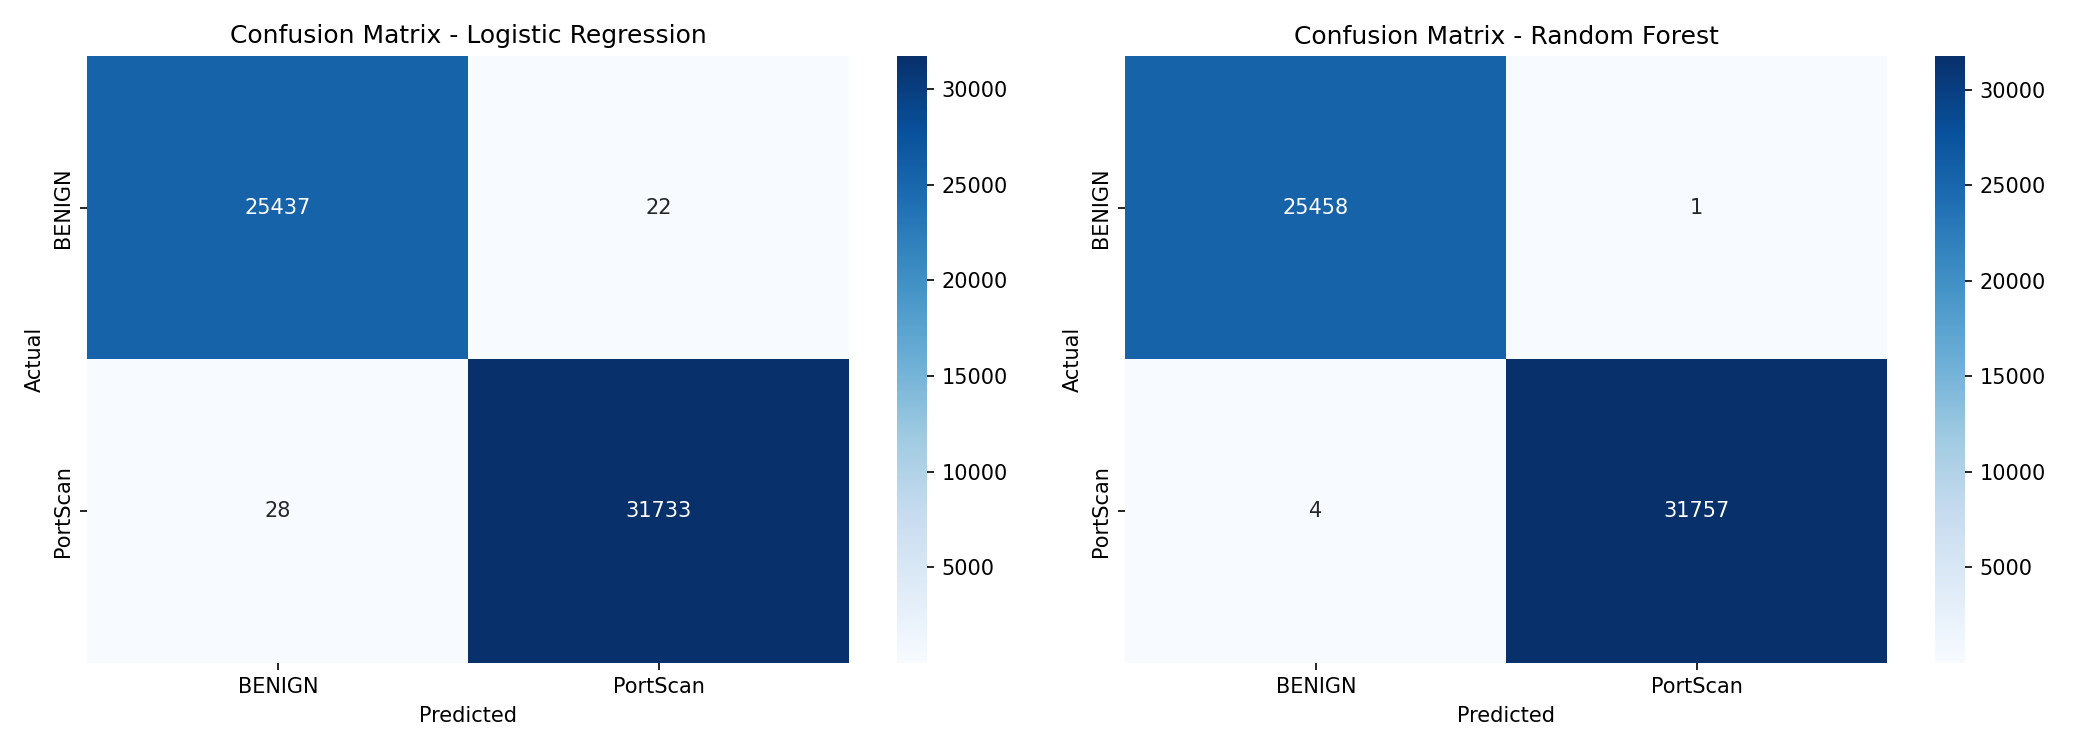 Confusion Matrix - Logistic Regression
Actual
BENIGN
PortScan
25437
22
28
31733
BENIGN
PortScan
Predicted
30000
25000
20000
15000
10000
5000
Confusion Matrix - Random Forest
Actual
BENIGN
PortScan
25458
1
4
31757
BENIGN
PortScan
Predicted
30000
25000
20000
15000
10000
5000